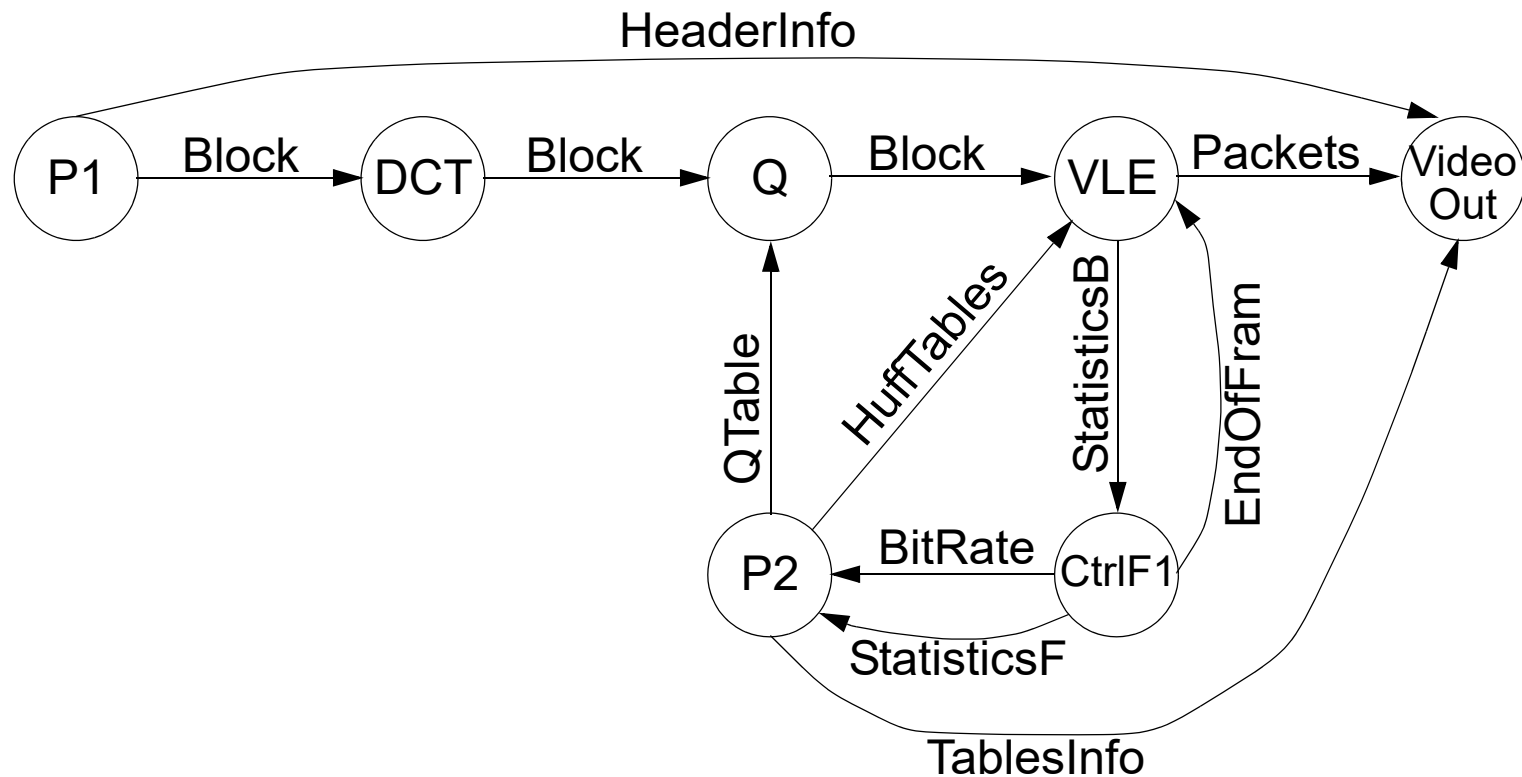 HeaderInfo
P1
Block
DCT
Block
Q
Block
VLE
Packets
Video
Out
QTable
HuffTables
StatisticsB
EndOfFram
P2
BitRate
CtrlF1
StatisticsF
TablesInfo